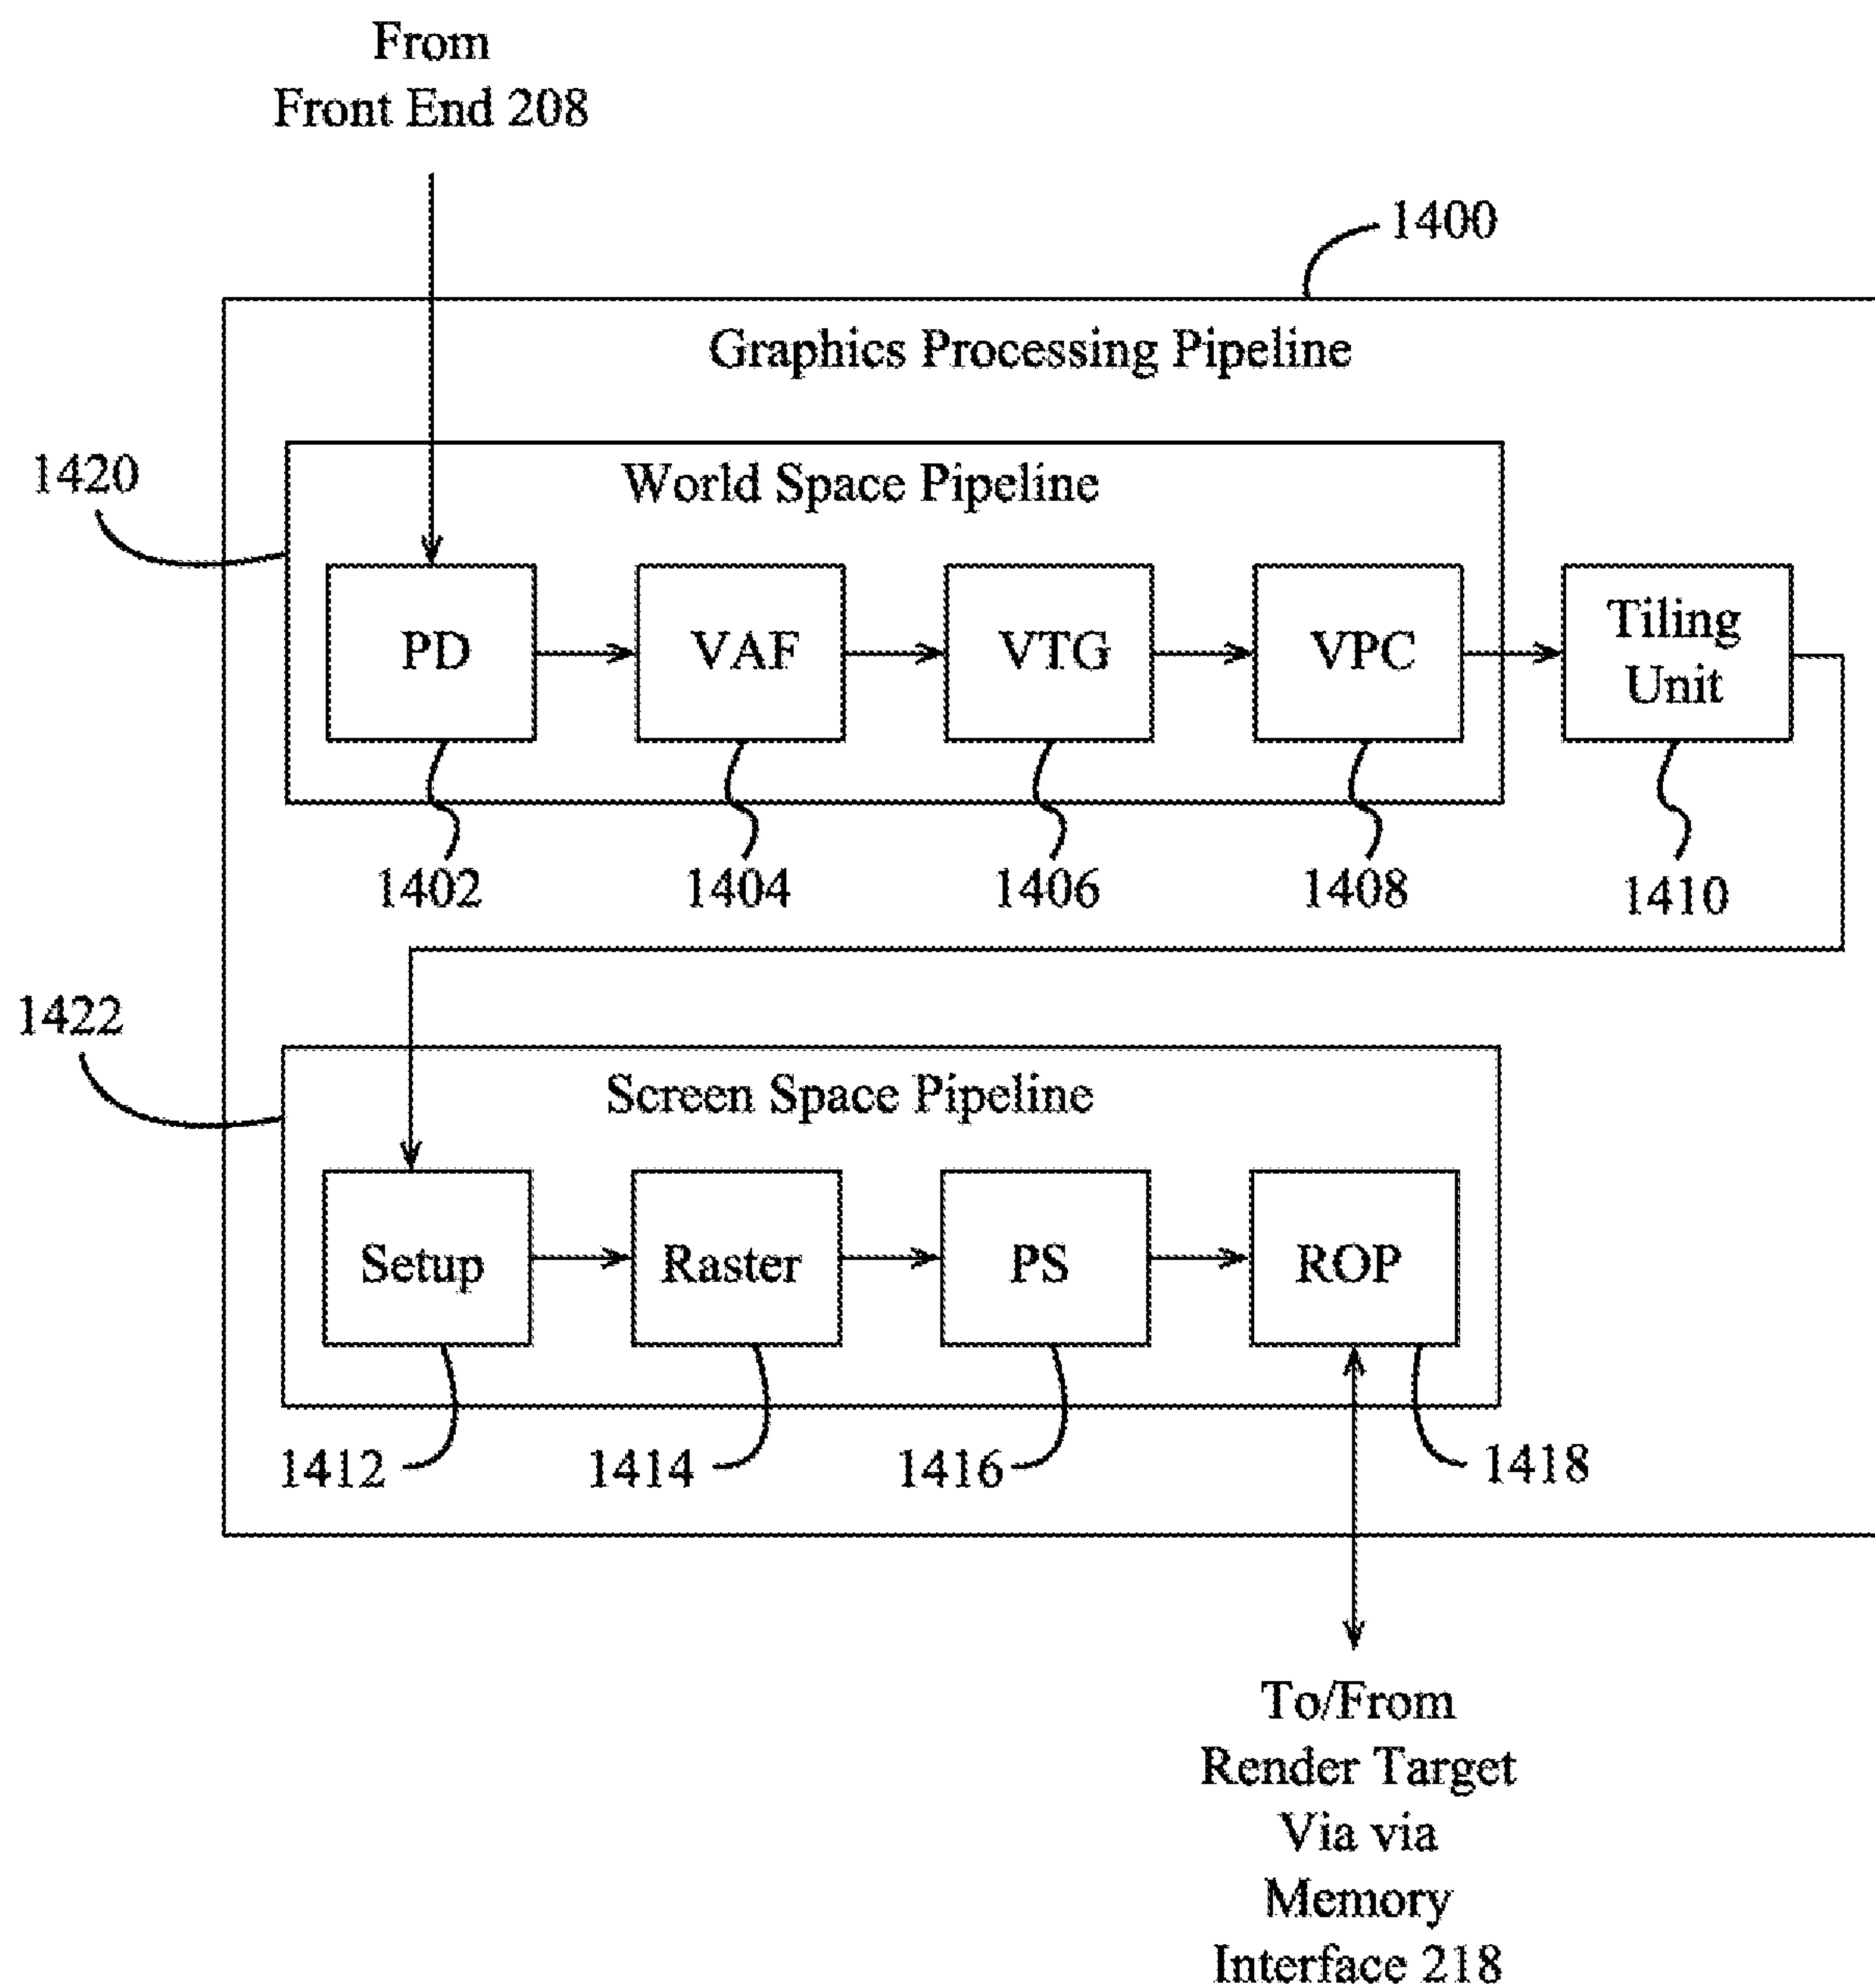 From
Front End 208
1400
Graphics Processing Pipeline
1420
World Space Pipeline
PD
VAF
VTG
VPC
Tiling
Unit
1402
1404
1406
1408
1410
1422
Screen Space Pipeline
Setup
Raster
PS
ROP
1412
1414
1416
1418
To/From
Render Target
Via via
Memory
Interface 218